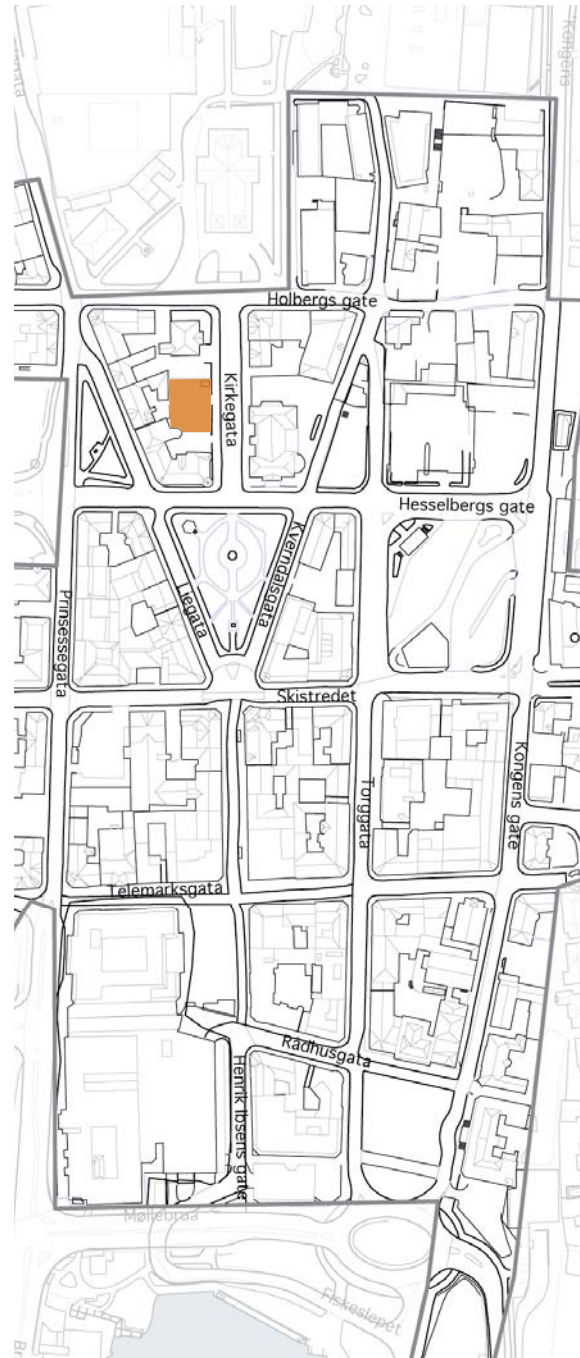 Kongens
Holbergs gate
Kirkegata
Hesselbergs gate
Kverndalsgata
Liegata
Prinsessegata
Skistredet
Torggata
Kongens gate
Telemarksgata
Rådhusgata
Henrik Ibsens gate
Møllebrua
Fiskeslepet